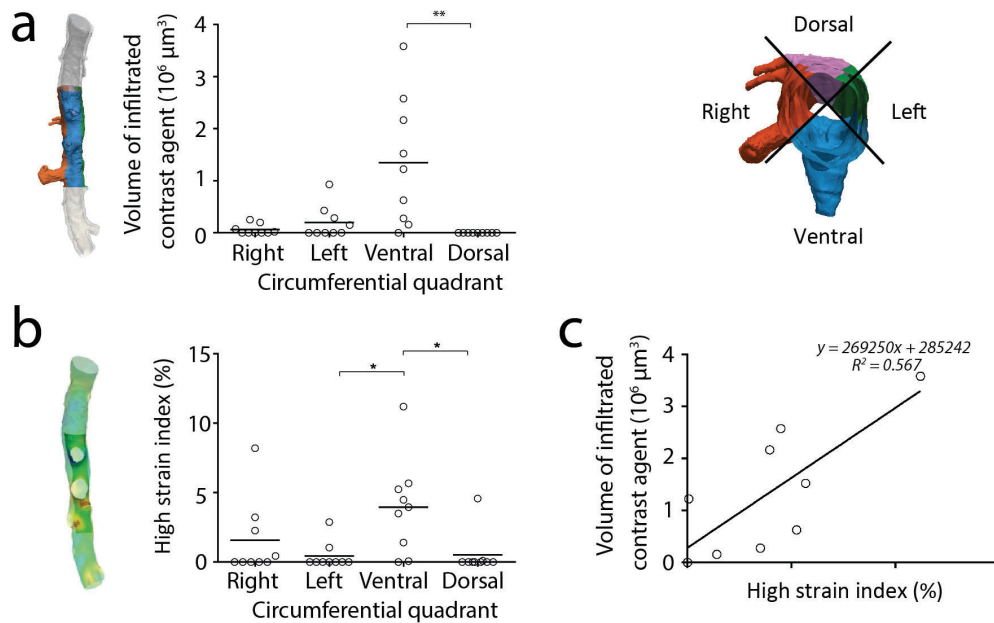 a
Volume of infiltrated
contrast agent (10⁶ µm³)
4
3
2
1
0
**
Right Left Ventral Dorsal
Circumferential quadrant
Dorsal
Right
Left
Ventral
b
High strain index (%)
15
10
5
0
*
*
Right Left Ventral Dorsal
Circumferential quadrant
c
Volume of infiltrated
contrast agent (10⁶ µm³)
4
3
2
1
0
y = 269250x + 285242
R² = 0.567
High strain index (%)